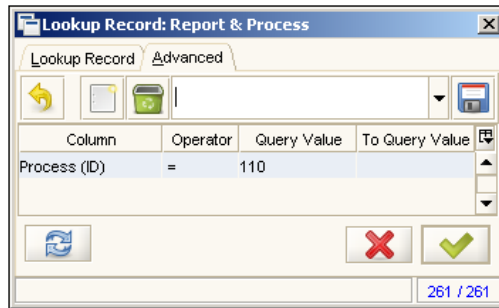 Lookup Record: Report & Process
Lookup Record Advanced
Column Operator Query Value To Query Value
Process (ID) = 110
261 / 261